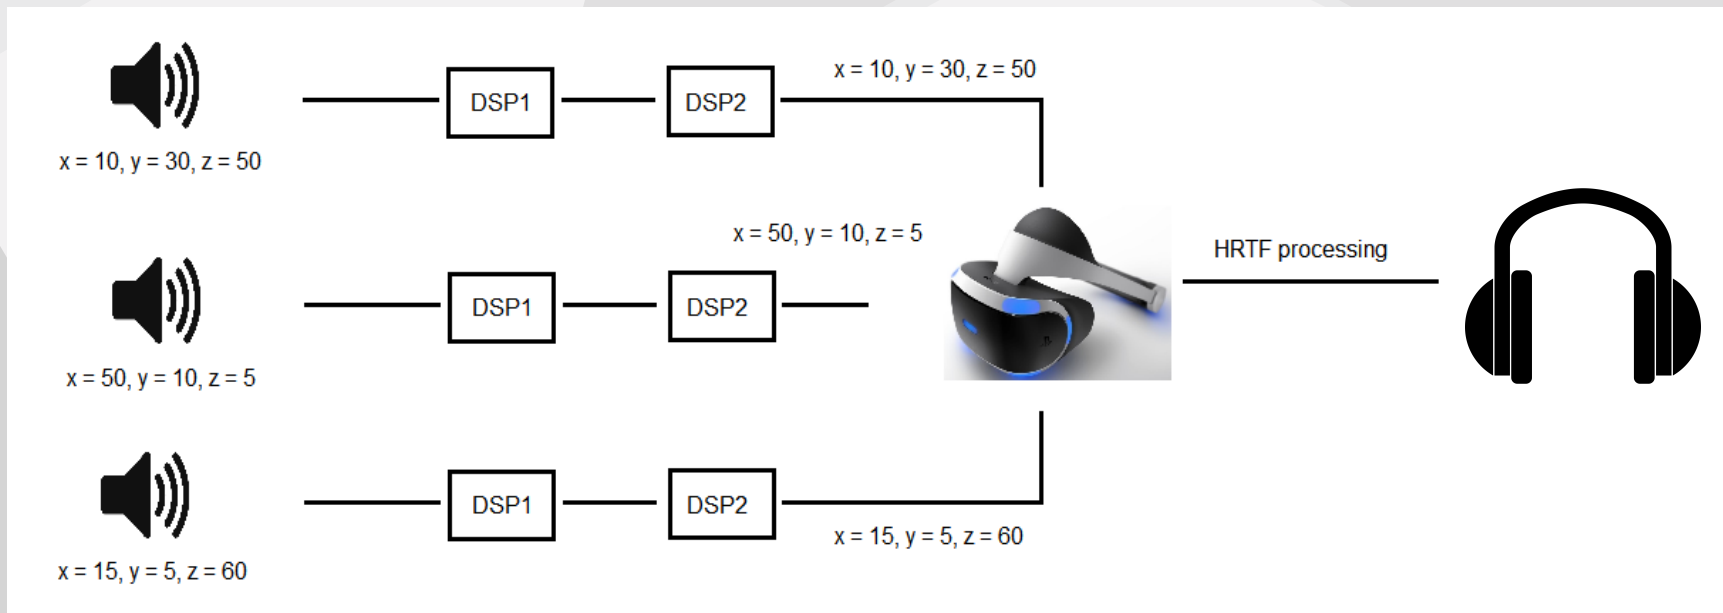 x = 10, y = 30, z = 50
DSP1
DSP2
x = 10, y = 30, z = 50
x = 50, y = 10, z = 5
DSP1
DSP2
x = 50, y = 10, z = 5
HRTF processing
x = 15, y = 5, z = 60
DSP1
DSP2
x = 15, y = 5, z = 60